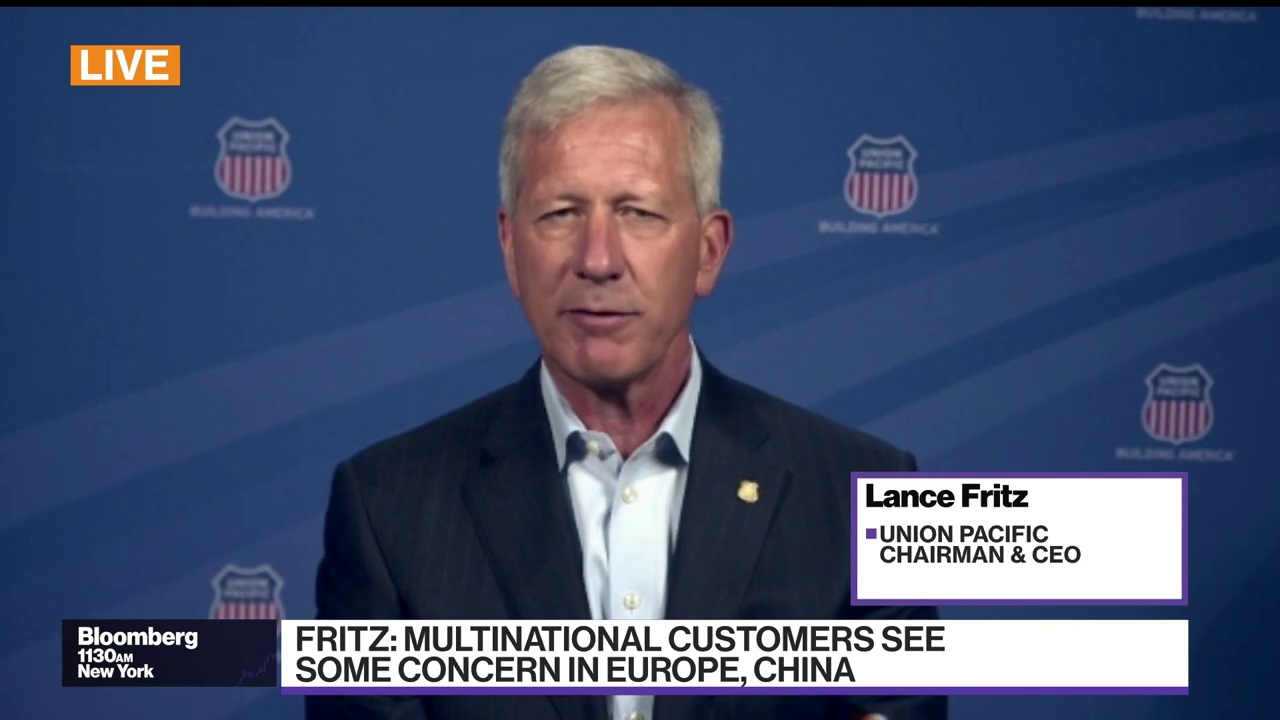 BUILDING AMERICA
LIVE
UNION
PACIFIC
BUILDING AMERICA
UNION
PACIFIC
BUILDING AMERICA
UNION
PACIFIC
BUILDING AMERICA
Lance Fritz
UNION PACIFIC
CHAIRMAN & CEO
UNION
PACIFIC
Bloomberg
1130AM
New York
FRITZ: MULTINATIONAL CUSTOMERS SEE
SOME CONCERN IN EUROPE, CHINA